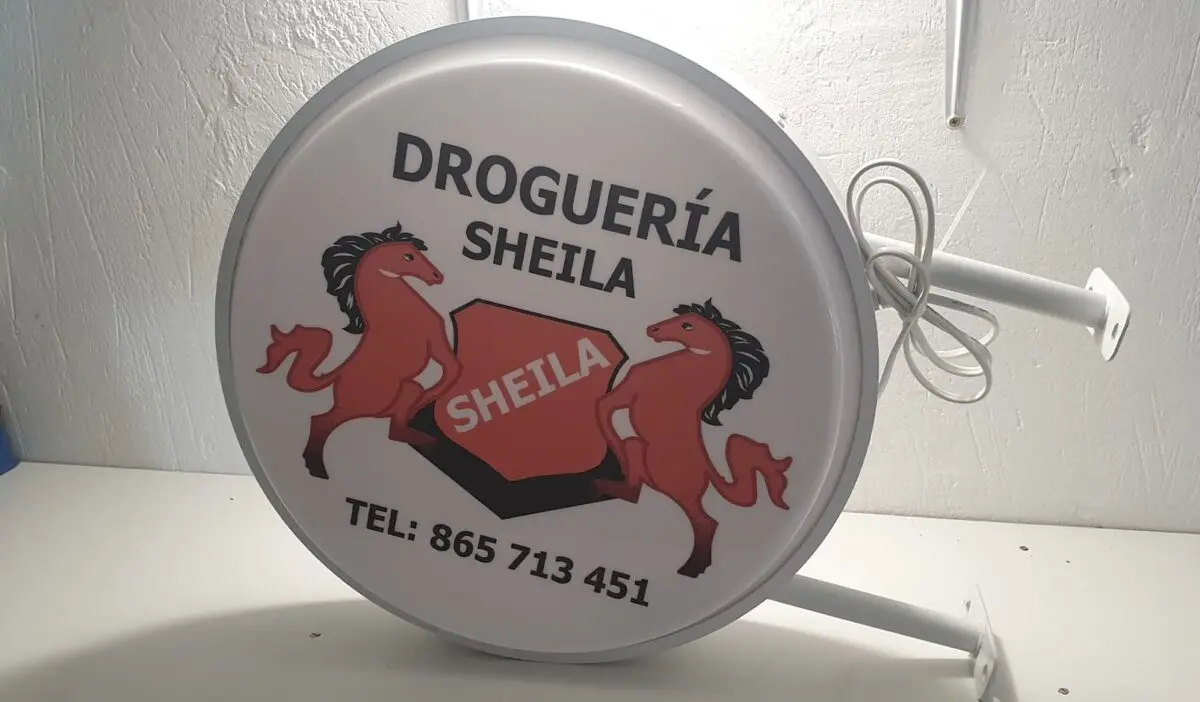 DROGUERÍA
SHEILA
SHEILA
TEL: 865 713 451